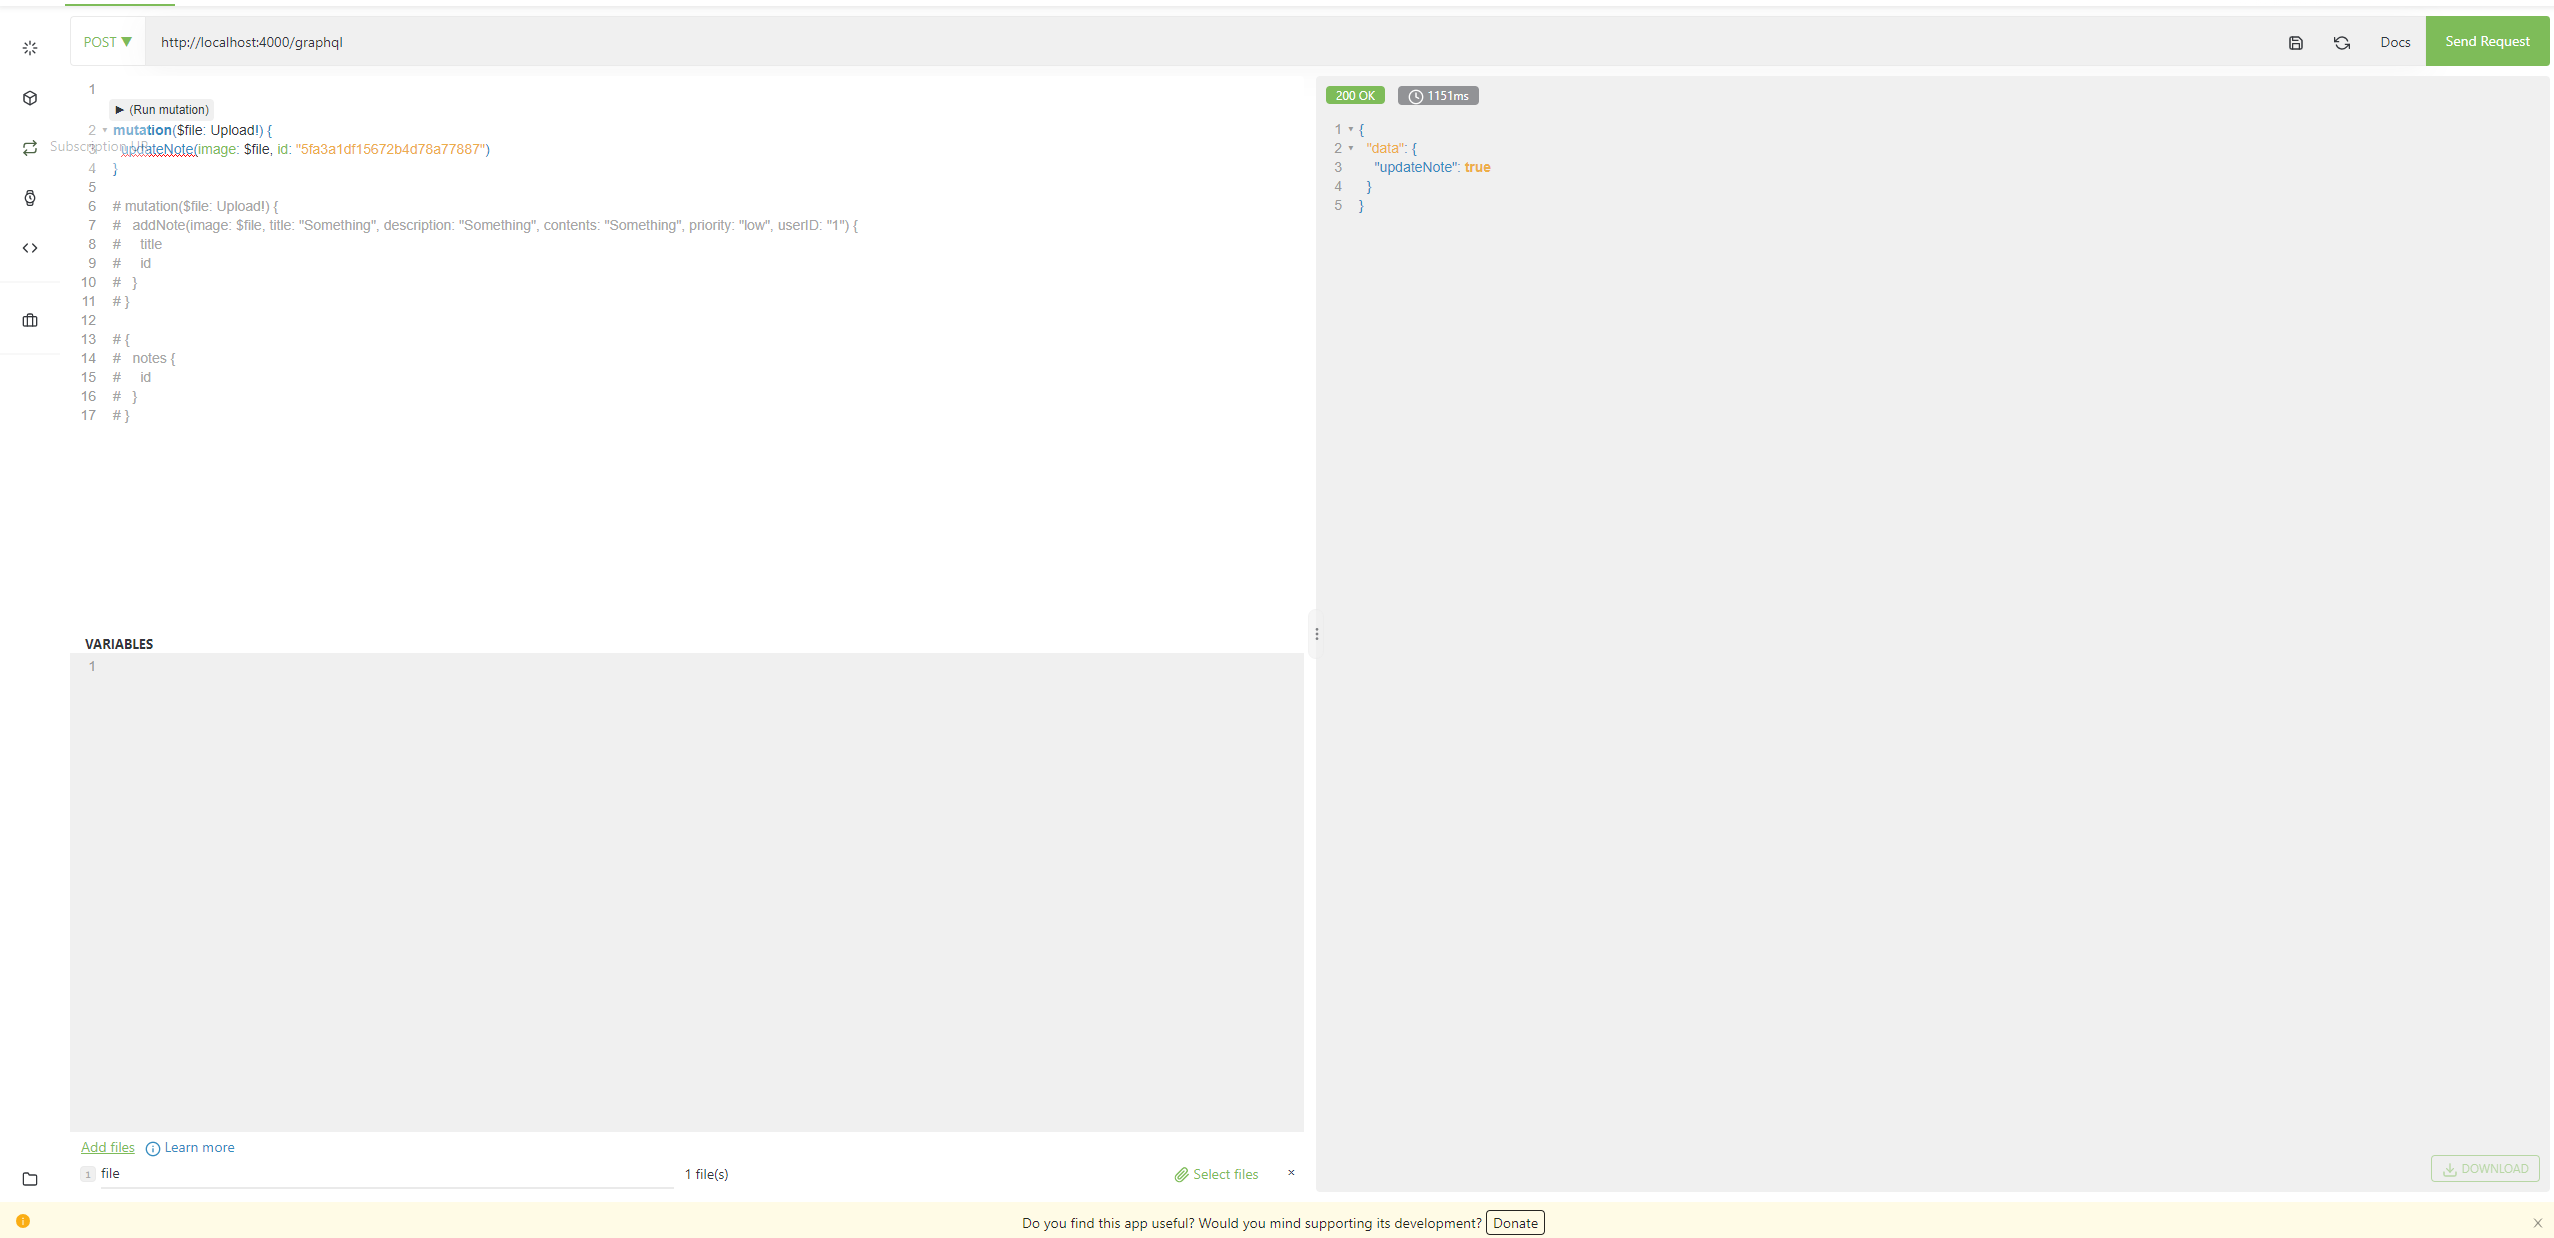 POST ▼ http://localhost:4000/graphql Docs Send Request
1
▶ (Run mutation)
2 mutation($file: Upload!) {
3 updateNote(image: $file, id: "5fa3a1df15672b4d78a77887")
4 }
5
6 # mutation($file: Upload!) {
7 #   addNote(image: $file, title: "Something", description: "Something", contents: "Something", priority: "low", userID: "1") {
8 #     title
9 #     id
10 #   }
11 # }
12
13 # {
14 #   notes {
15 #     id
16 #   }
17 # }
Subscription URL
VARIABLES
1
Add files Learn more
1 file 1 file(s) Select files ×
200 OK 1151ms
1 {
2 "data": {
3 "updateNote": true
4 }
5 }
DOWNLOAD
Do you find this app useful? Would you mind supporting its development? Donate